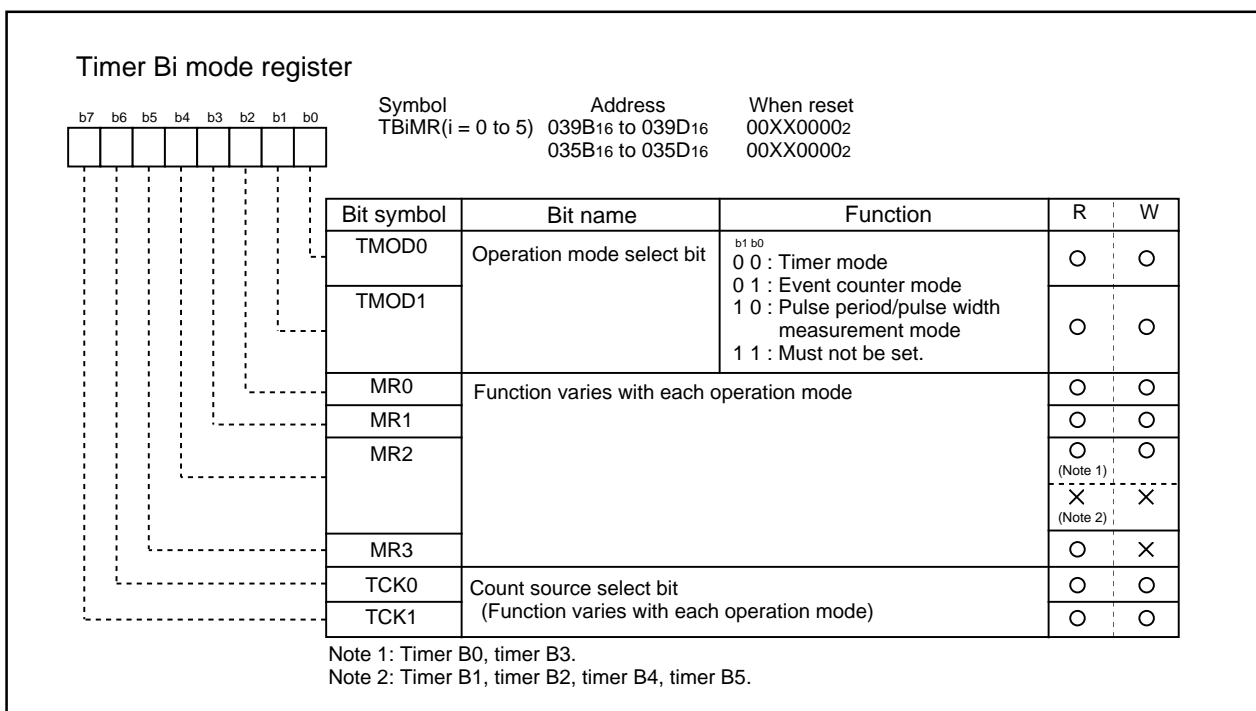 Timer Bi mode register
Symbol Address When reset
TBiMR(i = 0 to 5) 039B16 to 039D16 00XX00002
035B16 to 035D16 00XX00002
b7 b6 b5 b4 b3 b2 b1 b0
Bit symbol Bit name Function R W
TMOD0 Operation mode select bit
b1 b0
0 0 : Timer mode
0 1 : Event counter mode
TMOD1
1 0 : Pulse period/pulse width
measurement mode
1 1 : Must not be set.
MR0 Function varies with each operation mode
MR1
MR2
(Note 1)
(Note 2)
MR3
TCK0 Count source select bit
TCK1 (Function varies with each operation mode)
Note 1: Timer B0, timer B3.
Note 2: Timer B1, timer B2, timer B4, timer B5.